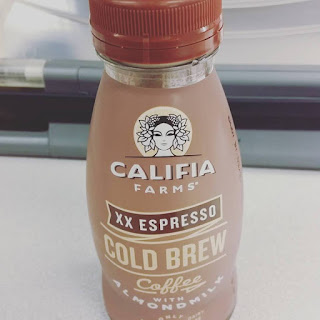 CALIFIA
FARMS®
XX ESPRESSO
COLD BREW
Coffee
WITH
ALMONDMILK